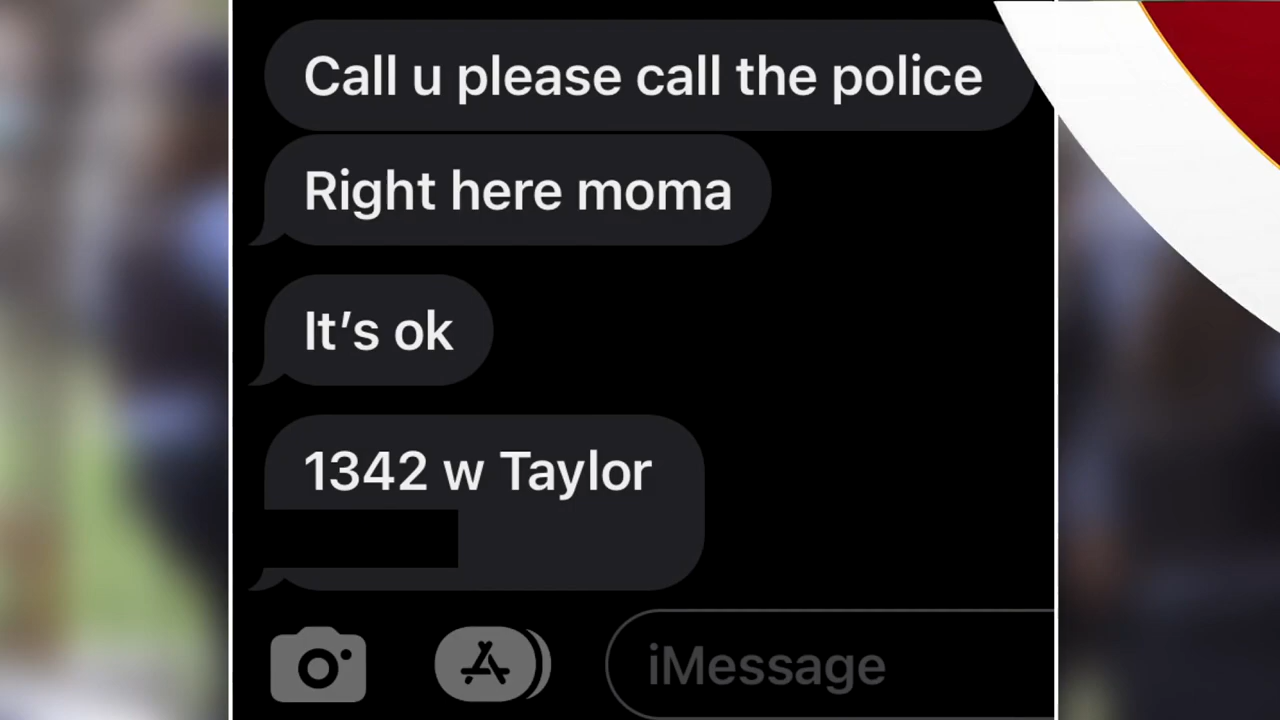 Call u please call the police
Right here moma
It’s ok
1342 w Taylor
iMessage